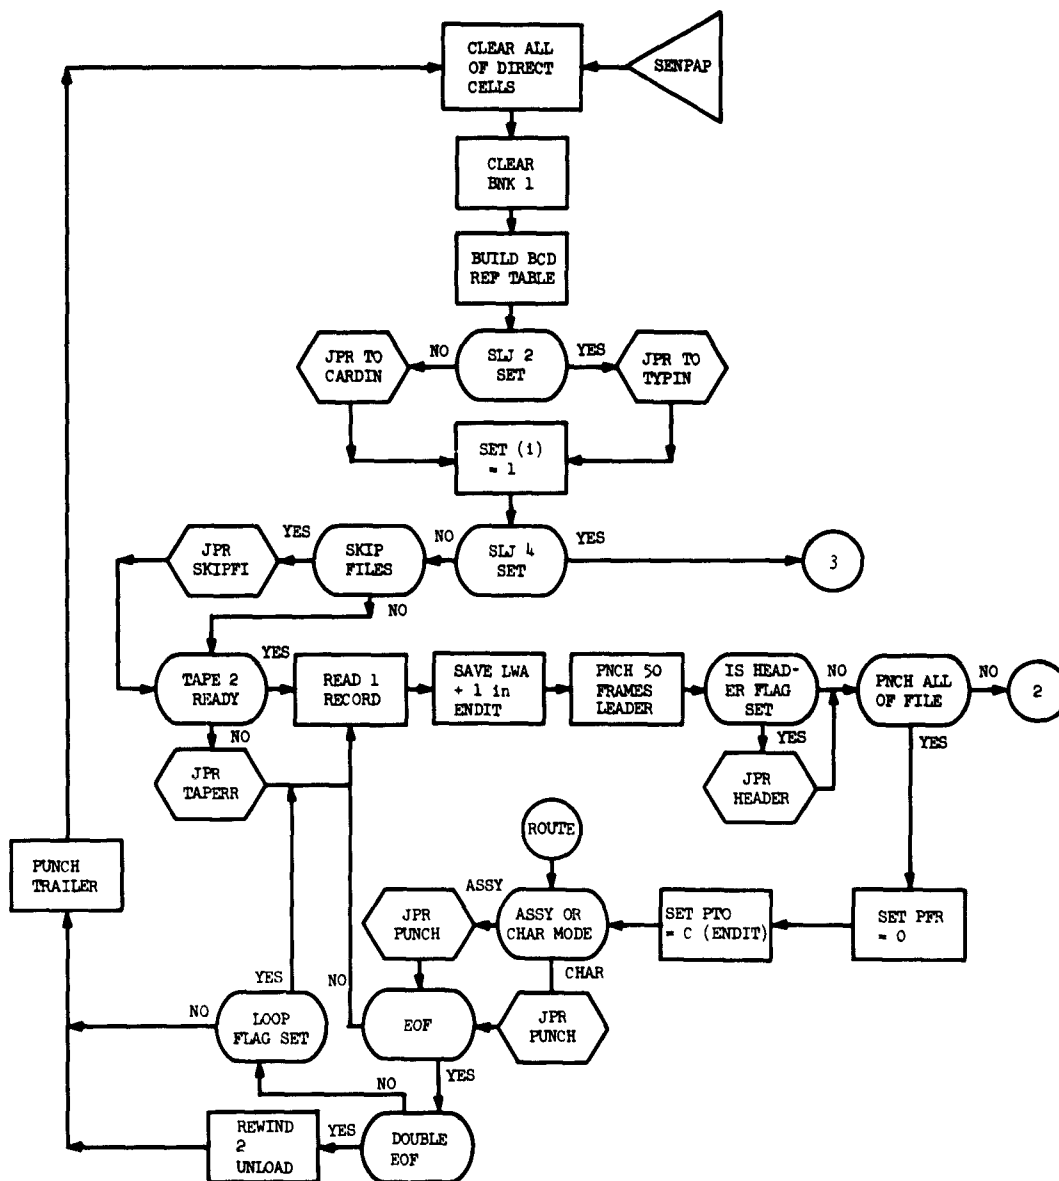 CLEAR ALL
OF DIRECT
CELLS
SENPAP
CLEAR
BNK 1
BUILD BCD
REF TABLE
JPR TO
CARDIN
NO
SLJ 2
SET
YES
JPR TO
TYPIN
SET (1)
= 1
JPR
SKIPFI
YES
SKIP
FILES
NO
SLJ 4
SET
YES
3
NO
TAPE 2
READY
YES
READ 1
RECORD
SAVE LWA
+ 1 in
ENDIT
PNCH 50
FRAMES
LEADER
IS HEAD-
ER FLAG
SET
NO
PNCH ALL
OF FILE
NO
2
NO
YES
YES
JPR
TAPERR
JPR
HEADER
ROUTE
PUNCH
TRAILER
ASSY
JPR
PUNCH
ASSY OR
CHAR MODE
SET PTO
= C (ENDIT)
SET PFR
= 0
CHAR
YES
NO
NO
LOOP
FLAG SET
EOF
JPR
PUNCH
NO
YES
REWIND
2
UNLOAD
YES
DOUBLE
EOF